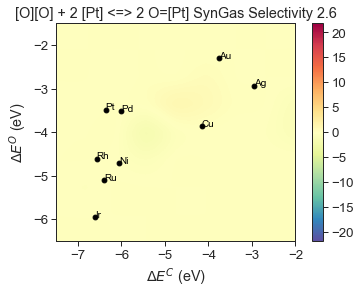 [O][O] + 2 [Pt] <=> 2 O=[Pt] SynGas Selectivity 2.6
ΔE^O (eV)
−2
−3
−4
−5
−6
Au
Ag
Pt
Pd
Cu
Rh
Ni
Ru
Ir
−7
−6
−5
−4
−3
−2
ΔE^C (eV)
20
15
10
5
0
−5
−10
−15
−20